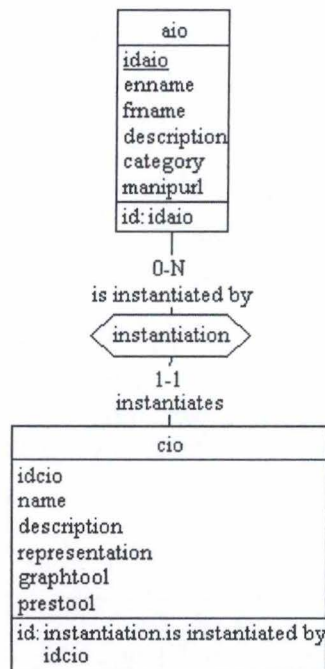 aio
idaio
enname
frname
description
category
manipurl
id: idaio
0-N
is instantiated by
instantiation
1-1
instantiates
cio
idcio
name
description
representation
graphtool
prestool
id: instantiation.is instantiated by
idcio